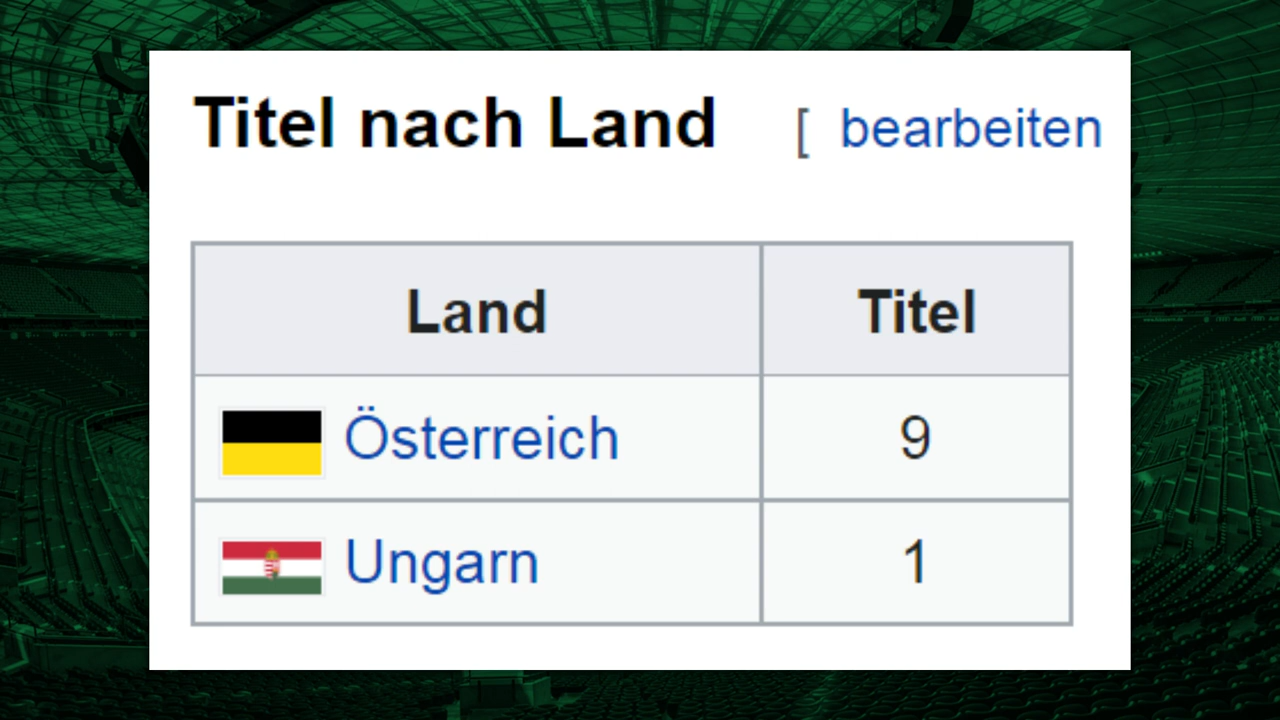 Titel nach Land [ bearbeiten
Land Titel
Österreich 9
Ungarn 1